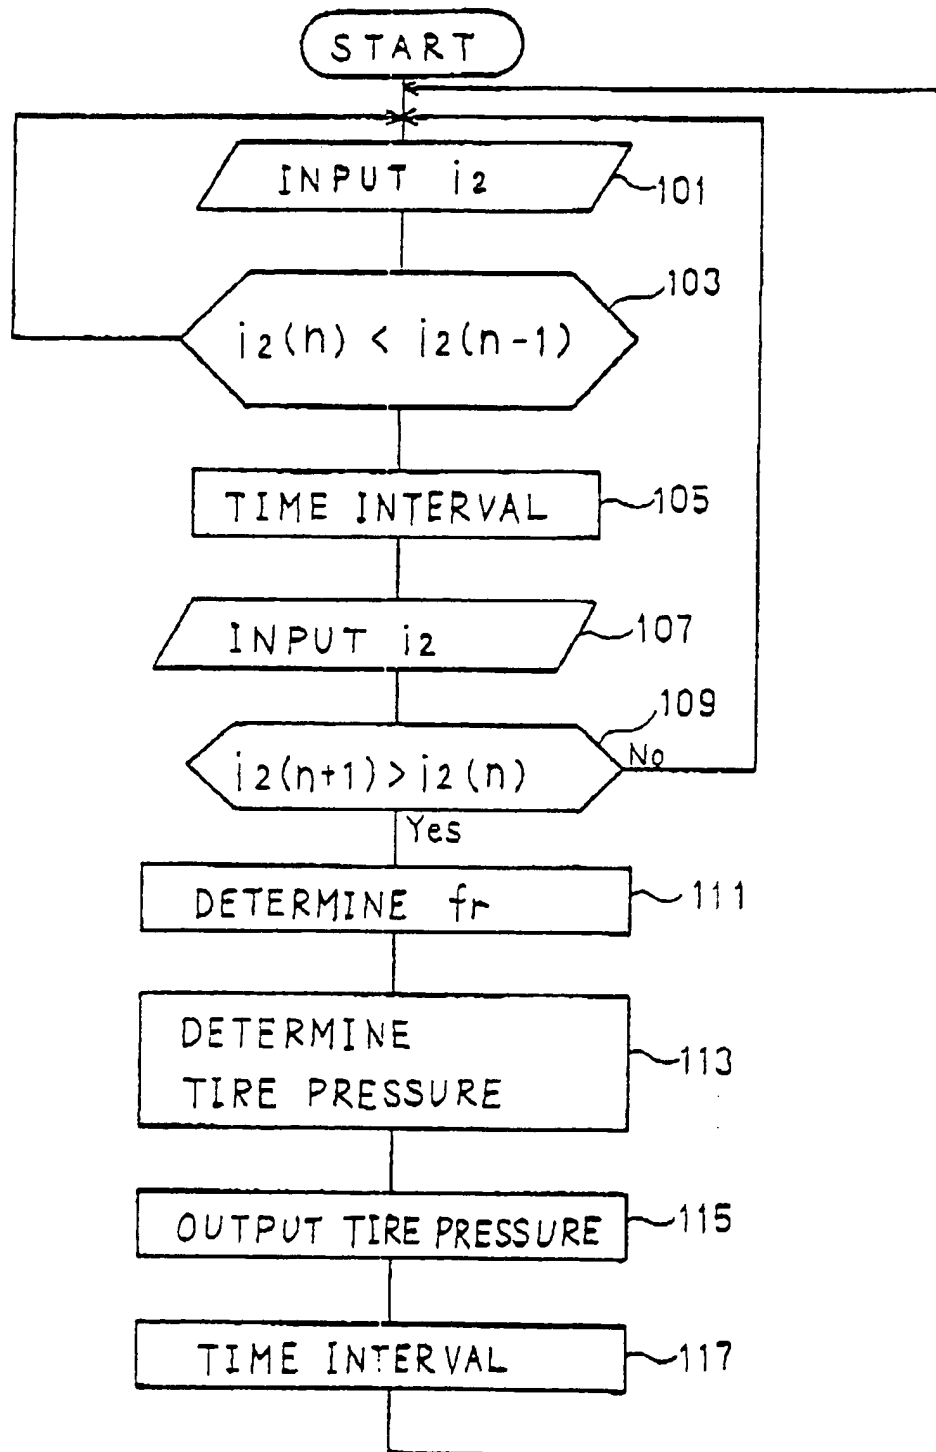 START
INPUT i2
101
103
i2(n) < i2(n-1)
TIME INTERVAL
105
INPUT i2
107
109
i2(n+1) > i2(n)
No
Yes
DETERMINE fr
111
DETERMINE
TIRE PRESSURE
113
OUTPUT TIRE PRESSURE
115
TIME INTERVAL
117